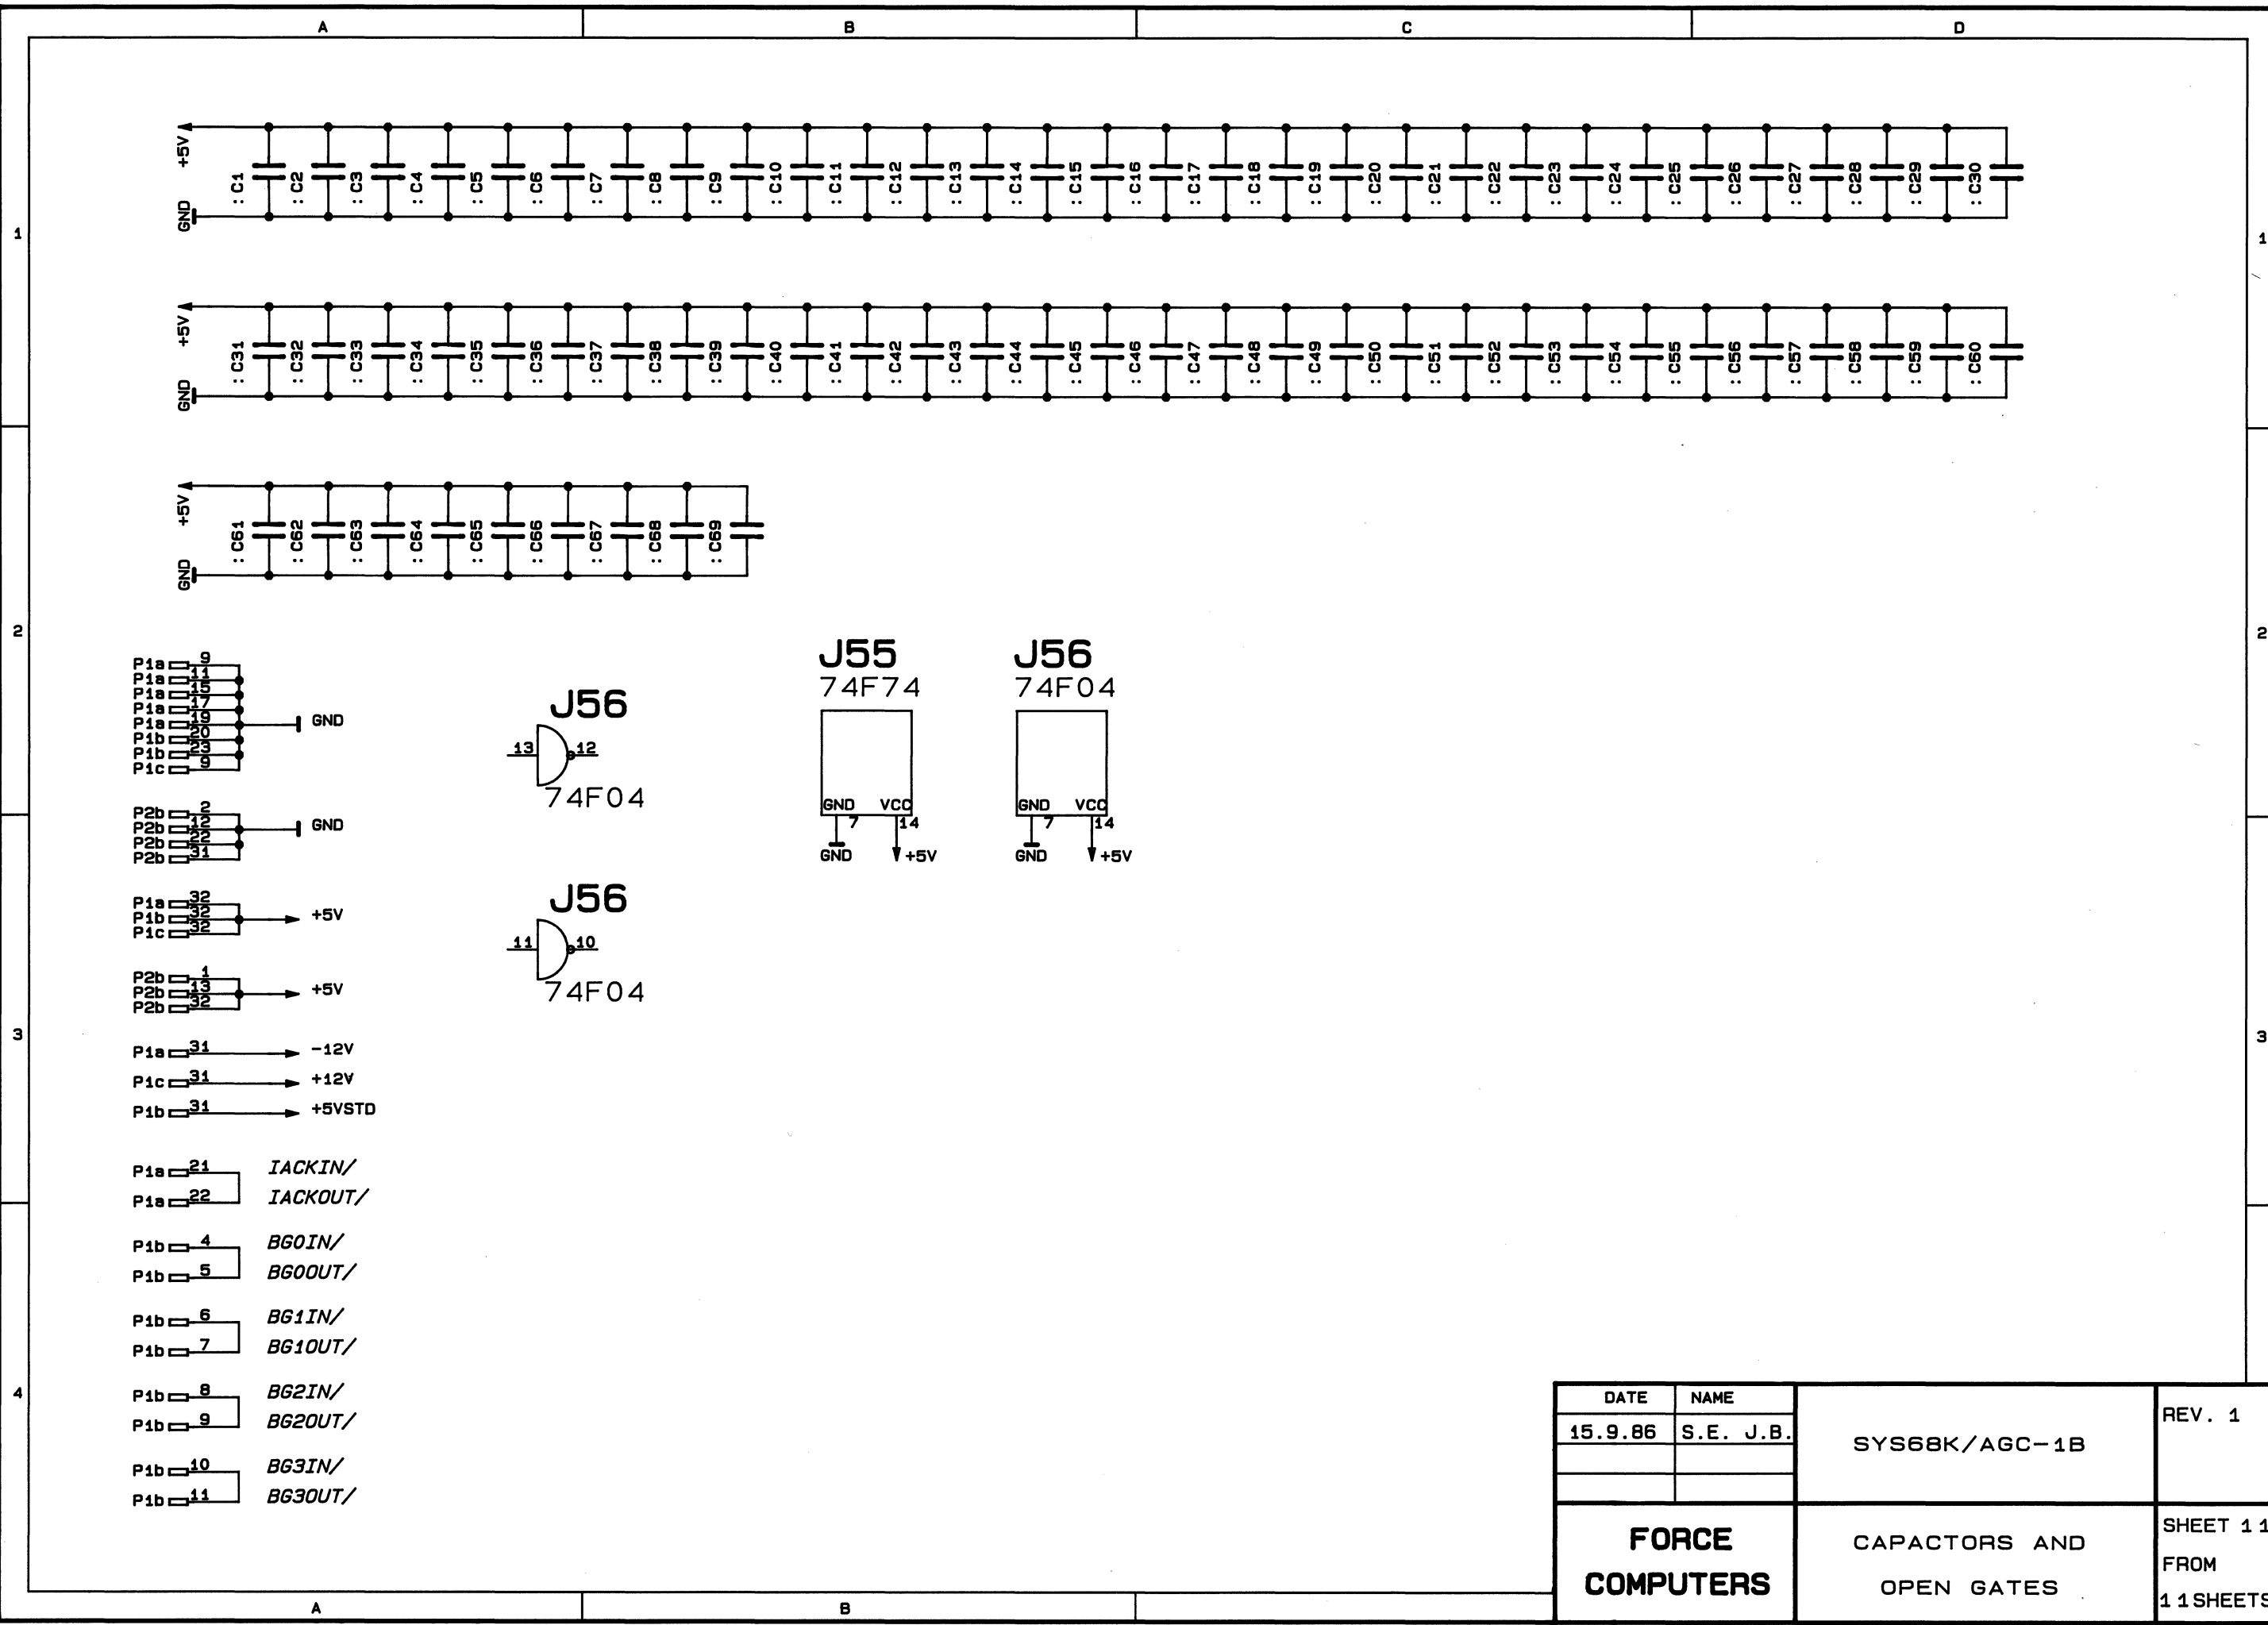 A B C D
+5V :: C1 :: C2 :: C3 :: C4 :: C5 :: C6 :: C7 :: C8 :: C9 :: C10 :: C11 :: C12 :: C13 :: C14 :: C15 :: C16 :: C17 :: C18 :: C19 :: C20 :: C21 :: C22 :: C23 :: C24 :: C25 :: C26 :: C27 :: C28 :: C29 :: C30
GND
1 1
+5V :: C31 :: C32 :: C33 :: C34 :: C35 :: C36 :: C37 :: C38 :: C39 :: C40 :: C41 :: C42 :: C43 :: C44 :: C45 :: C46 :: C47 :: C48 :: C49 :: C50 :: C51 :: C52 :: C53 :: C54 :: C55 :: C56 :: C57 :: C58 :: C59 :: C60
GND
+5V :: C61 :: C62 :: C63 :: C64 :: C65 :: C66 :: C67 :: C68 :: C69
GND
2 2
P1a 9
P1a 11
P1a 15
P1a 17
P1a 19 GND
P1b 20
P1b 23
P1c 9
P2b 2
P2b 12 GND
P2b 22
P2b 31
P1a 32
P1b 32 +5V
P1c 32
P2b 1
P2b 13 +5V
P2b 32
3 3
P1a 31 -12V
P1c 31 +12V
P1b 31 +5VSTD
P1a 21 IACKIN/
P1a 22 IACKOUT/
P1b 4 BG0IN/
P1b 5 BG0OUT/
P1b 6 BG1IN/
P1b 7 BG1OUT/
4
P1b 8 BG2IN/
P1b 9 BG2OUT/
P1b 10 BG3IN/
P1b 11 BG3OUT/
J56
13 12
74F04
J56
11 10
74F04
J55
74F74
GND VCC
7 14
GND +5V
J56
74F04
GND VCC
7 14
GND +5V
DATE NAME
15.9.86 S.E. J.B.
SYS68K/AGC-1B
REV. 1
FORCE
COMPUTERS
CAPACTORS AND
OPEN GATES
SHEET 11
FROM
11SHEETS
A B